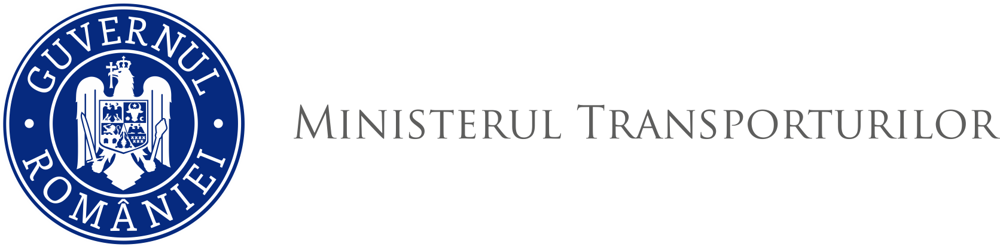 GUVERNUL
ROMÂNIEI
MINISTERUL TRANSPORTURILOR